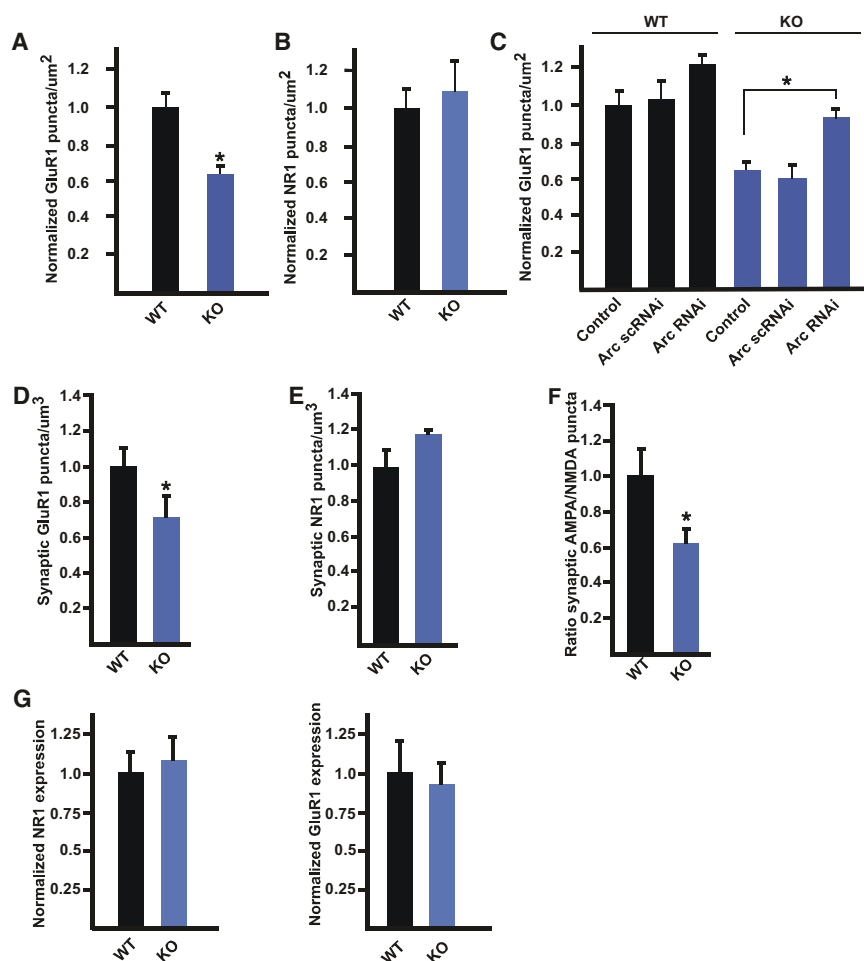 A
Normalized GluR1 puncta/um2
1.2
1.0
0.8
0.6
0.4
0.2
*
WT
KO
B
Normalized NR1 puncta/um2
1.2
1.0
0.8
0.6
0.4
0.2
WT
KO
C
WT
KO
Normalized GluR1 puncta/um2
1.2
1.0
0.8
0.6
0.4
0.2
*
Control
Arc scRNAi
Arc RNAi
Control
Arc scRNAi
Arc RNAi
D
Synaptic GluR1 puncta/um3
1.4
1.2
1.0
0.8
0.6
0.4
0.2
*
WT
KO
E
Synaptic NR1 puncta/um3
1.4
1.2
1.0
0.8
0.6
0.4
0.2
WT
KO
F
Ratio synaptic AMPA/NMDA puncta
1.4
1.2
1.0
0.8
0.6
0.4
0.2
*
WT
KO
G
Normalized NR1 expression
1.25
1.0
0.75
0.5
0.25
WT
KO
Normalized GluR1 expression
1.25
1.0
0.75
0.5
0.25
WT
KO